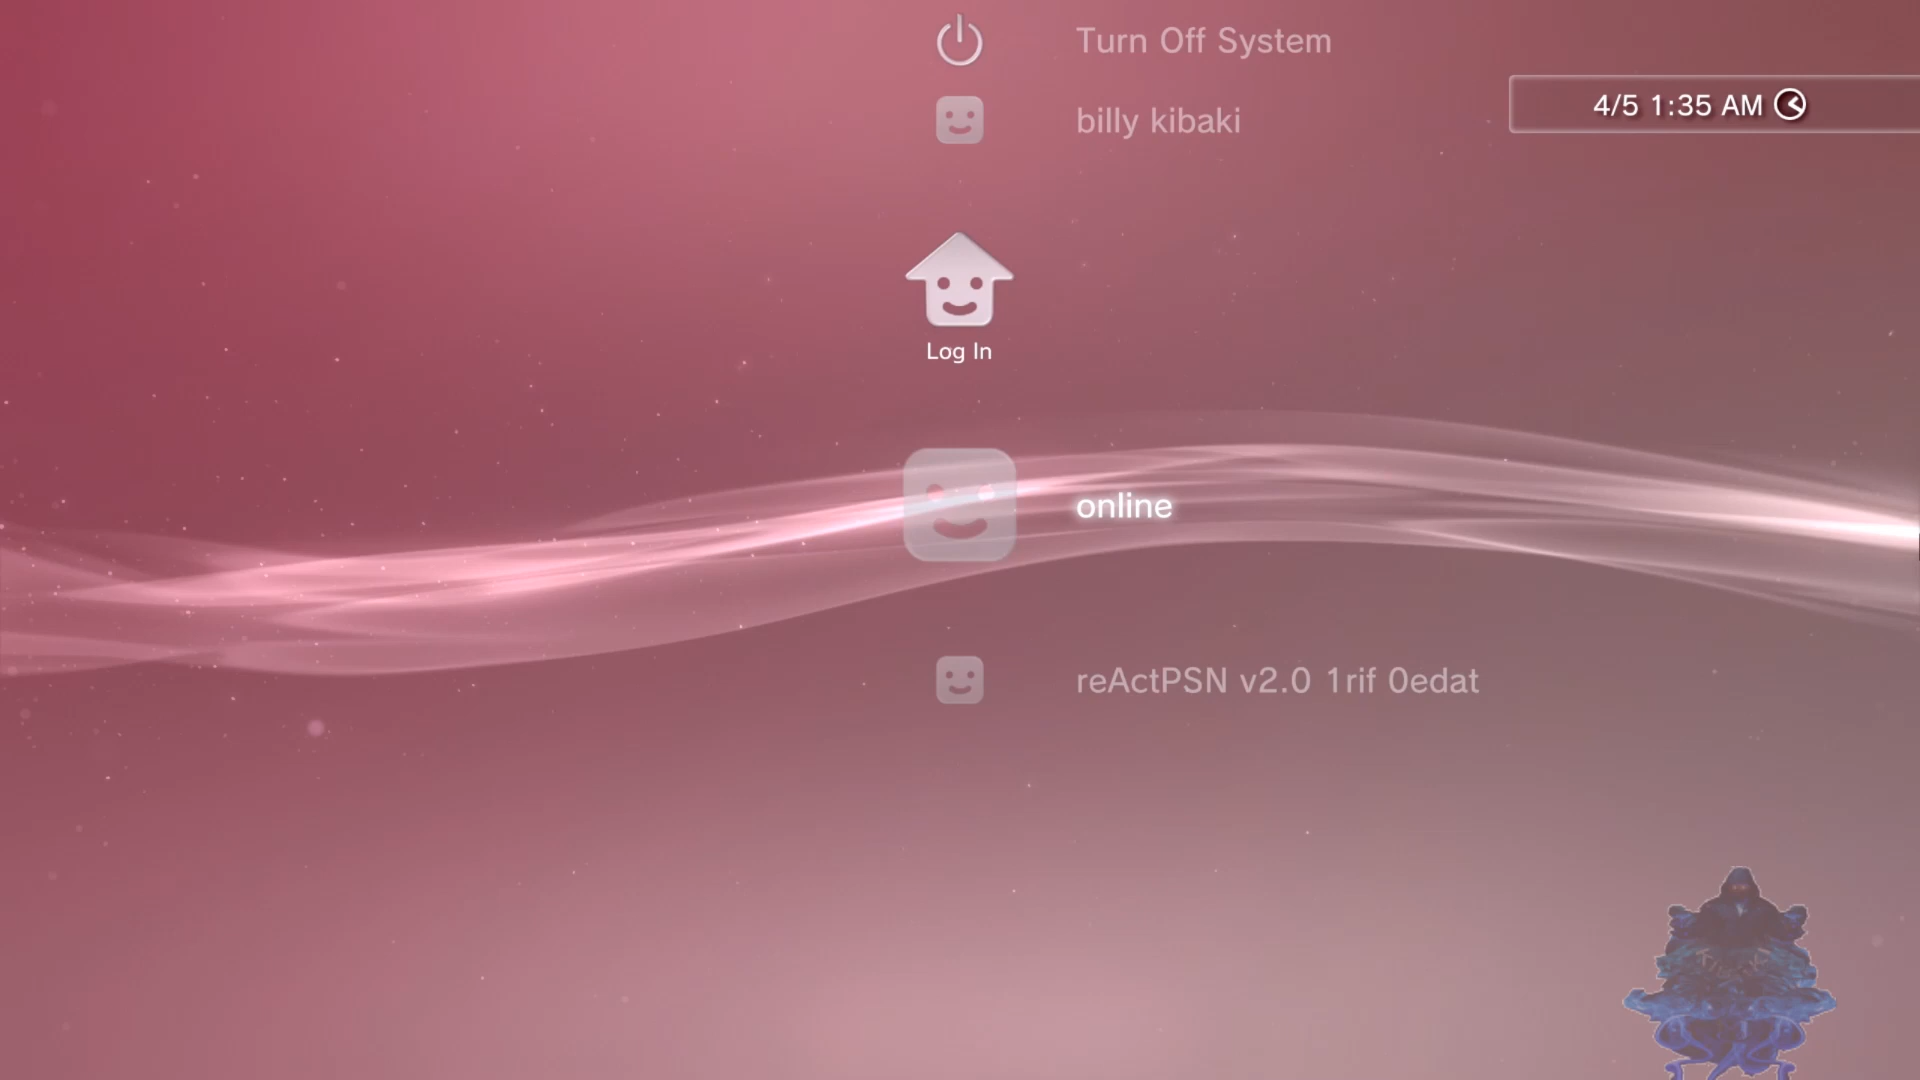 Turn Off System
billy kibaki
4/5 1:35 AM
Log In
online
reActPSN v2.0 1rif 0edat